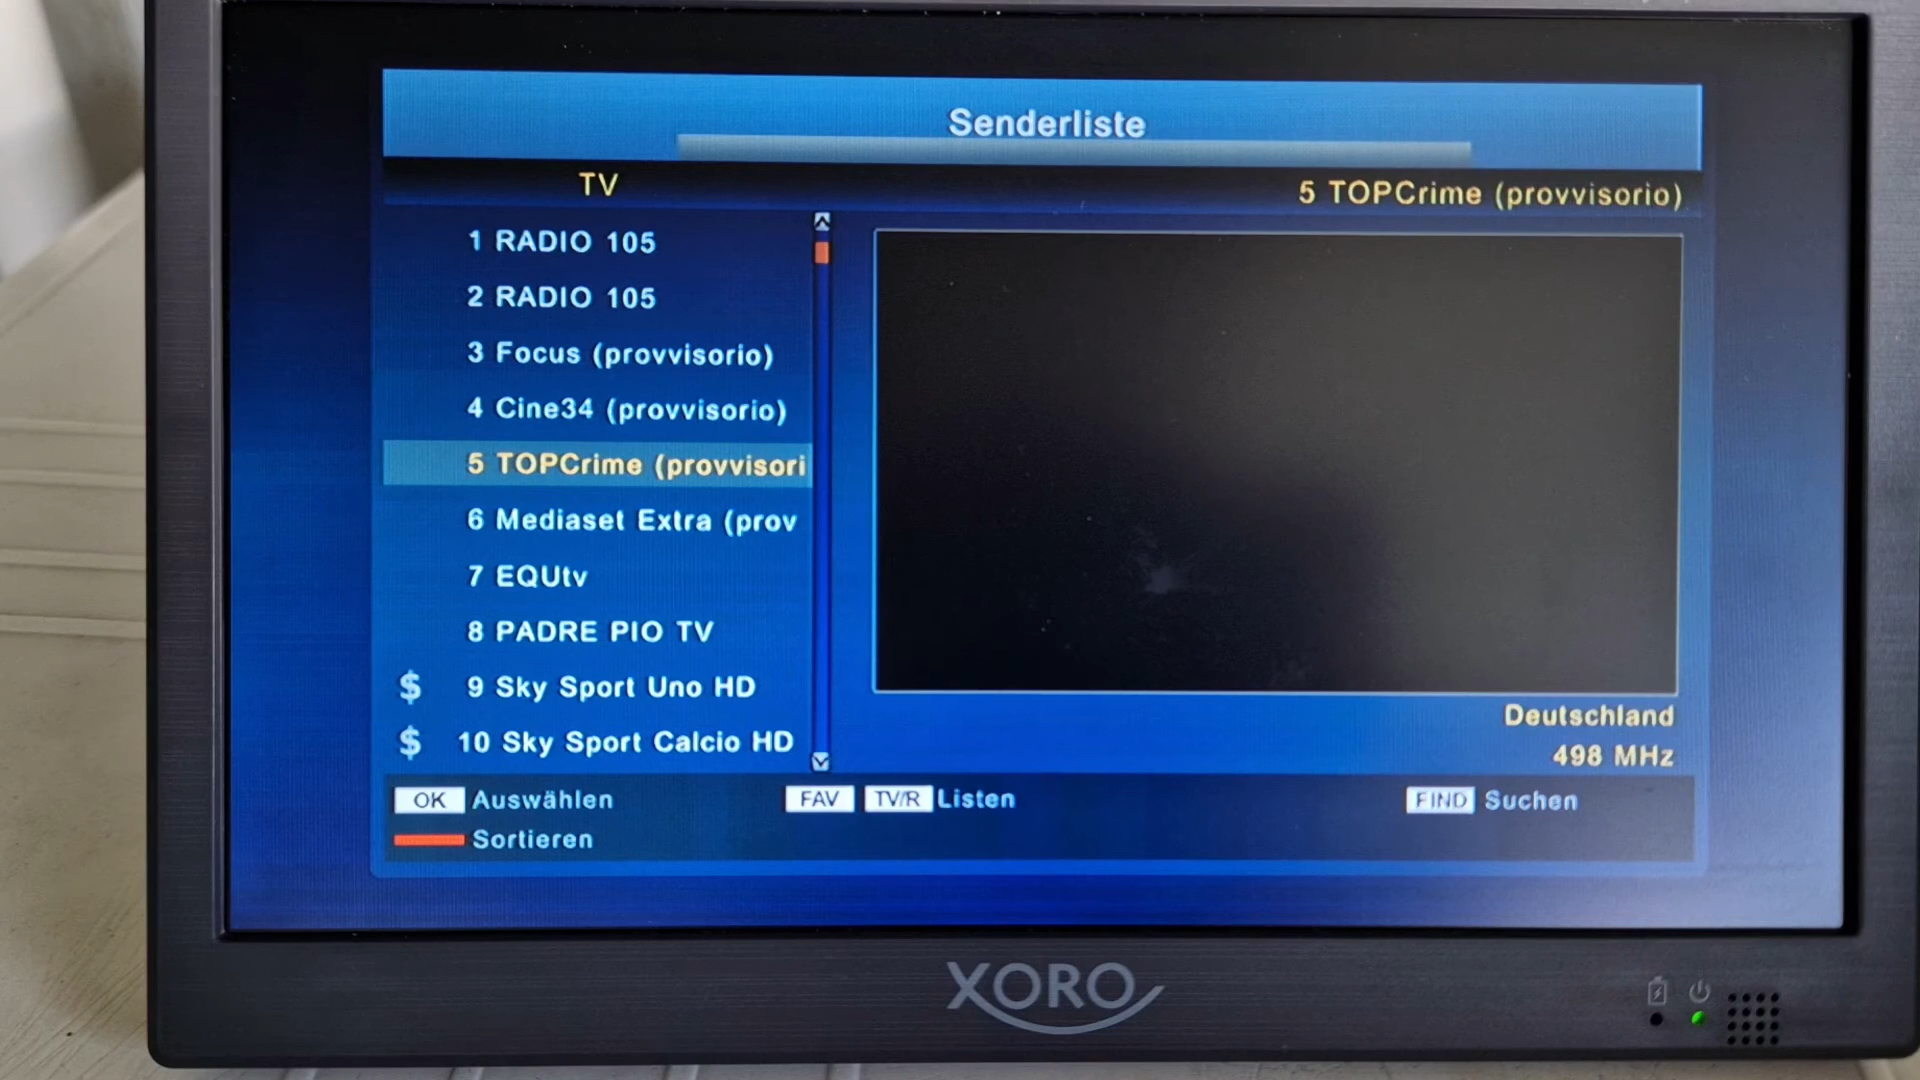 Senderliste
TV
5 TOPCrime (provvisorio)
1 RADIO 105
2 RADIO 105
3 Focus (provvisorio)
4 Cine34 (provvisorio)
5 TOPCrime (provvisori
6 Mediaset Extra (prov
7 EQUtv
8 PADRE PIO TV
$ 9 Sky Sport Uno HD
$ 10 Sky Sport Calcio HD
Deutschland
498 MHz
OK Auswählen
FAV TV/R Listen
FIND Suchen
Sortieren
XORO